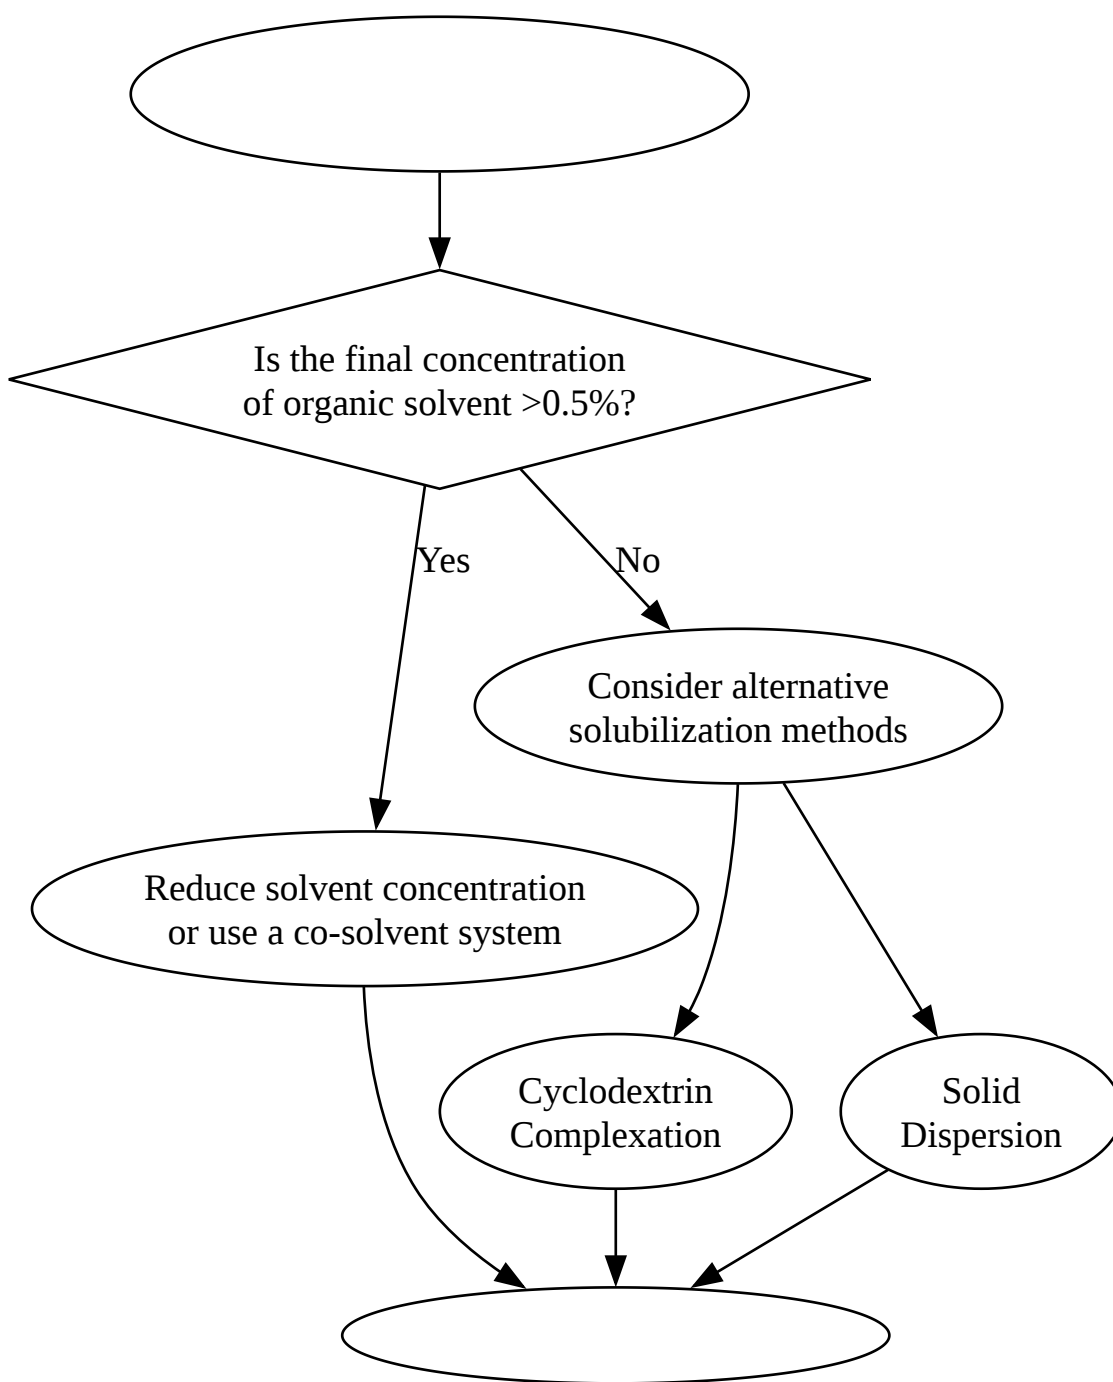 Is the final concentration
of organic solvent >0.5%?
Yes
No
Consider alternative
solubilization methods
Reduce solvent concentration
or use a co-solvent system
Cyclodextrin
Complexation
Solid
Dispersion